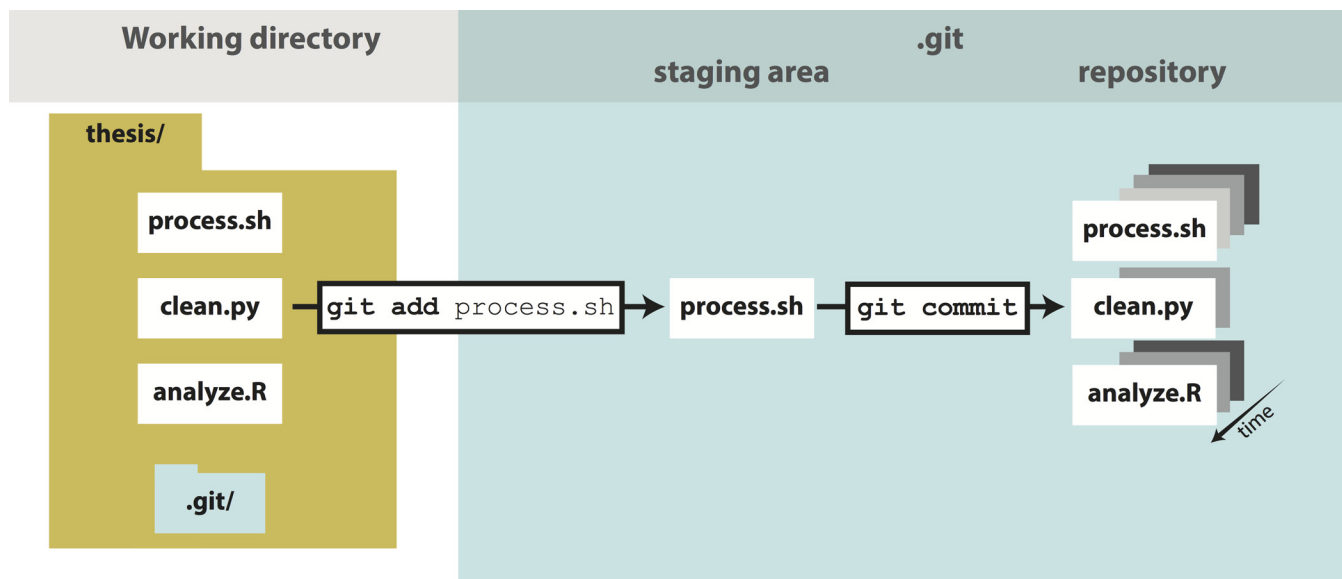 Working directory
.git
staging area
repository
thesis/
process.sh
clean.py
analyze.R
.git/
git add process.sh
process.sh
git commit
process.sh
clean.py
analyze.R
time